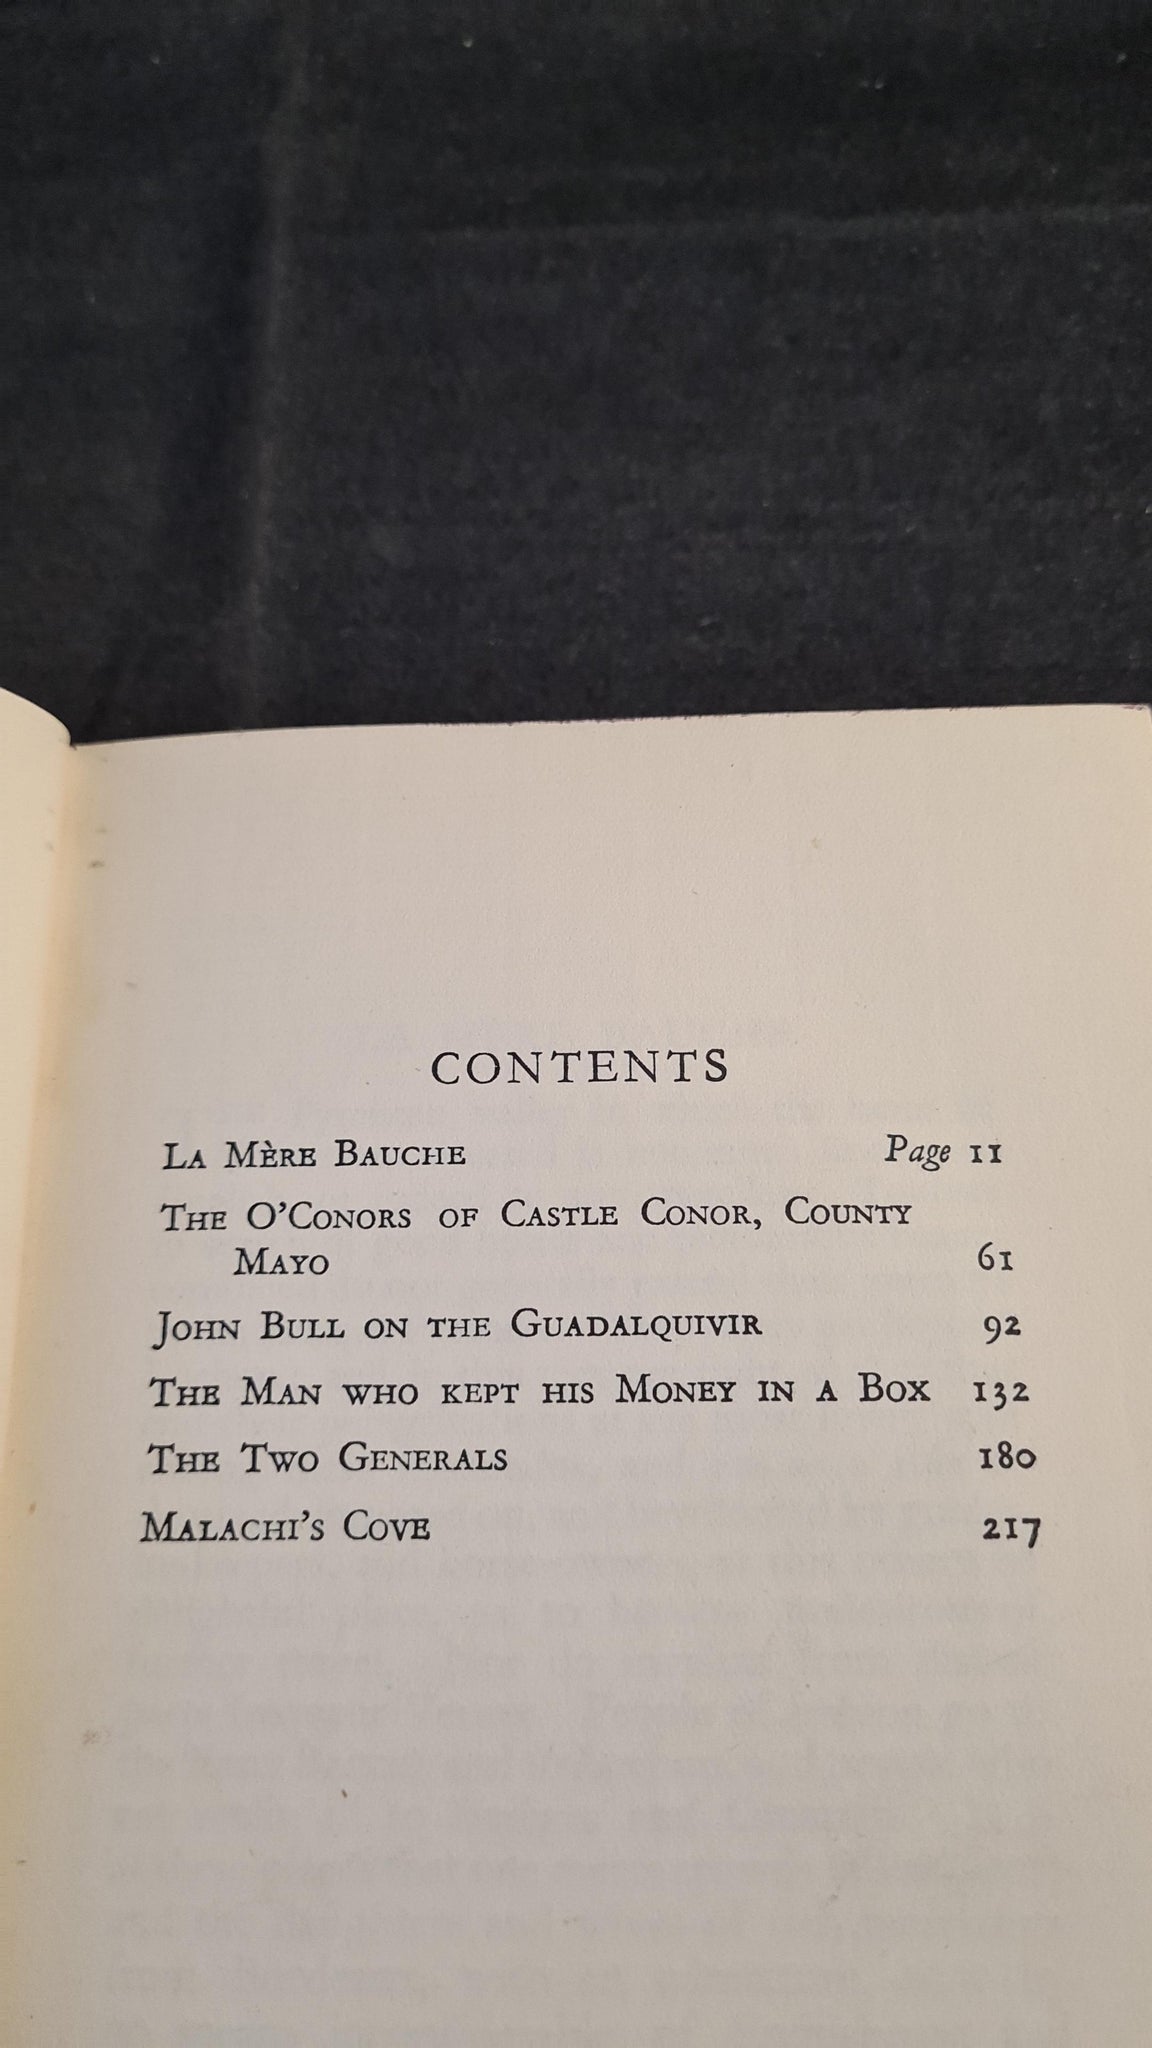 CONTENTS
LA MÈRE BAUCHE Page 11
THE O'CONORS OF CASTLE CONOR, COUNTY
MAYO 61
JOHN BULL ON THE GUADALQUIVIR 92
THE MAN WHO KEPT HIS MONEY IN A BOX 132
THE TWO GENERALS 180
MALACHI'S COVE 217